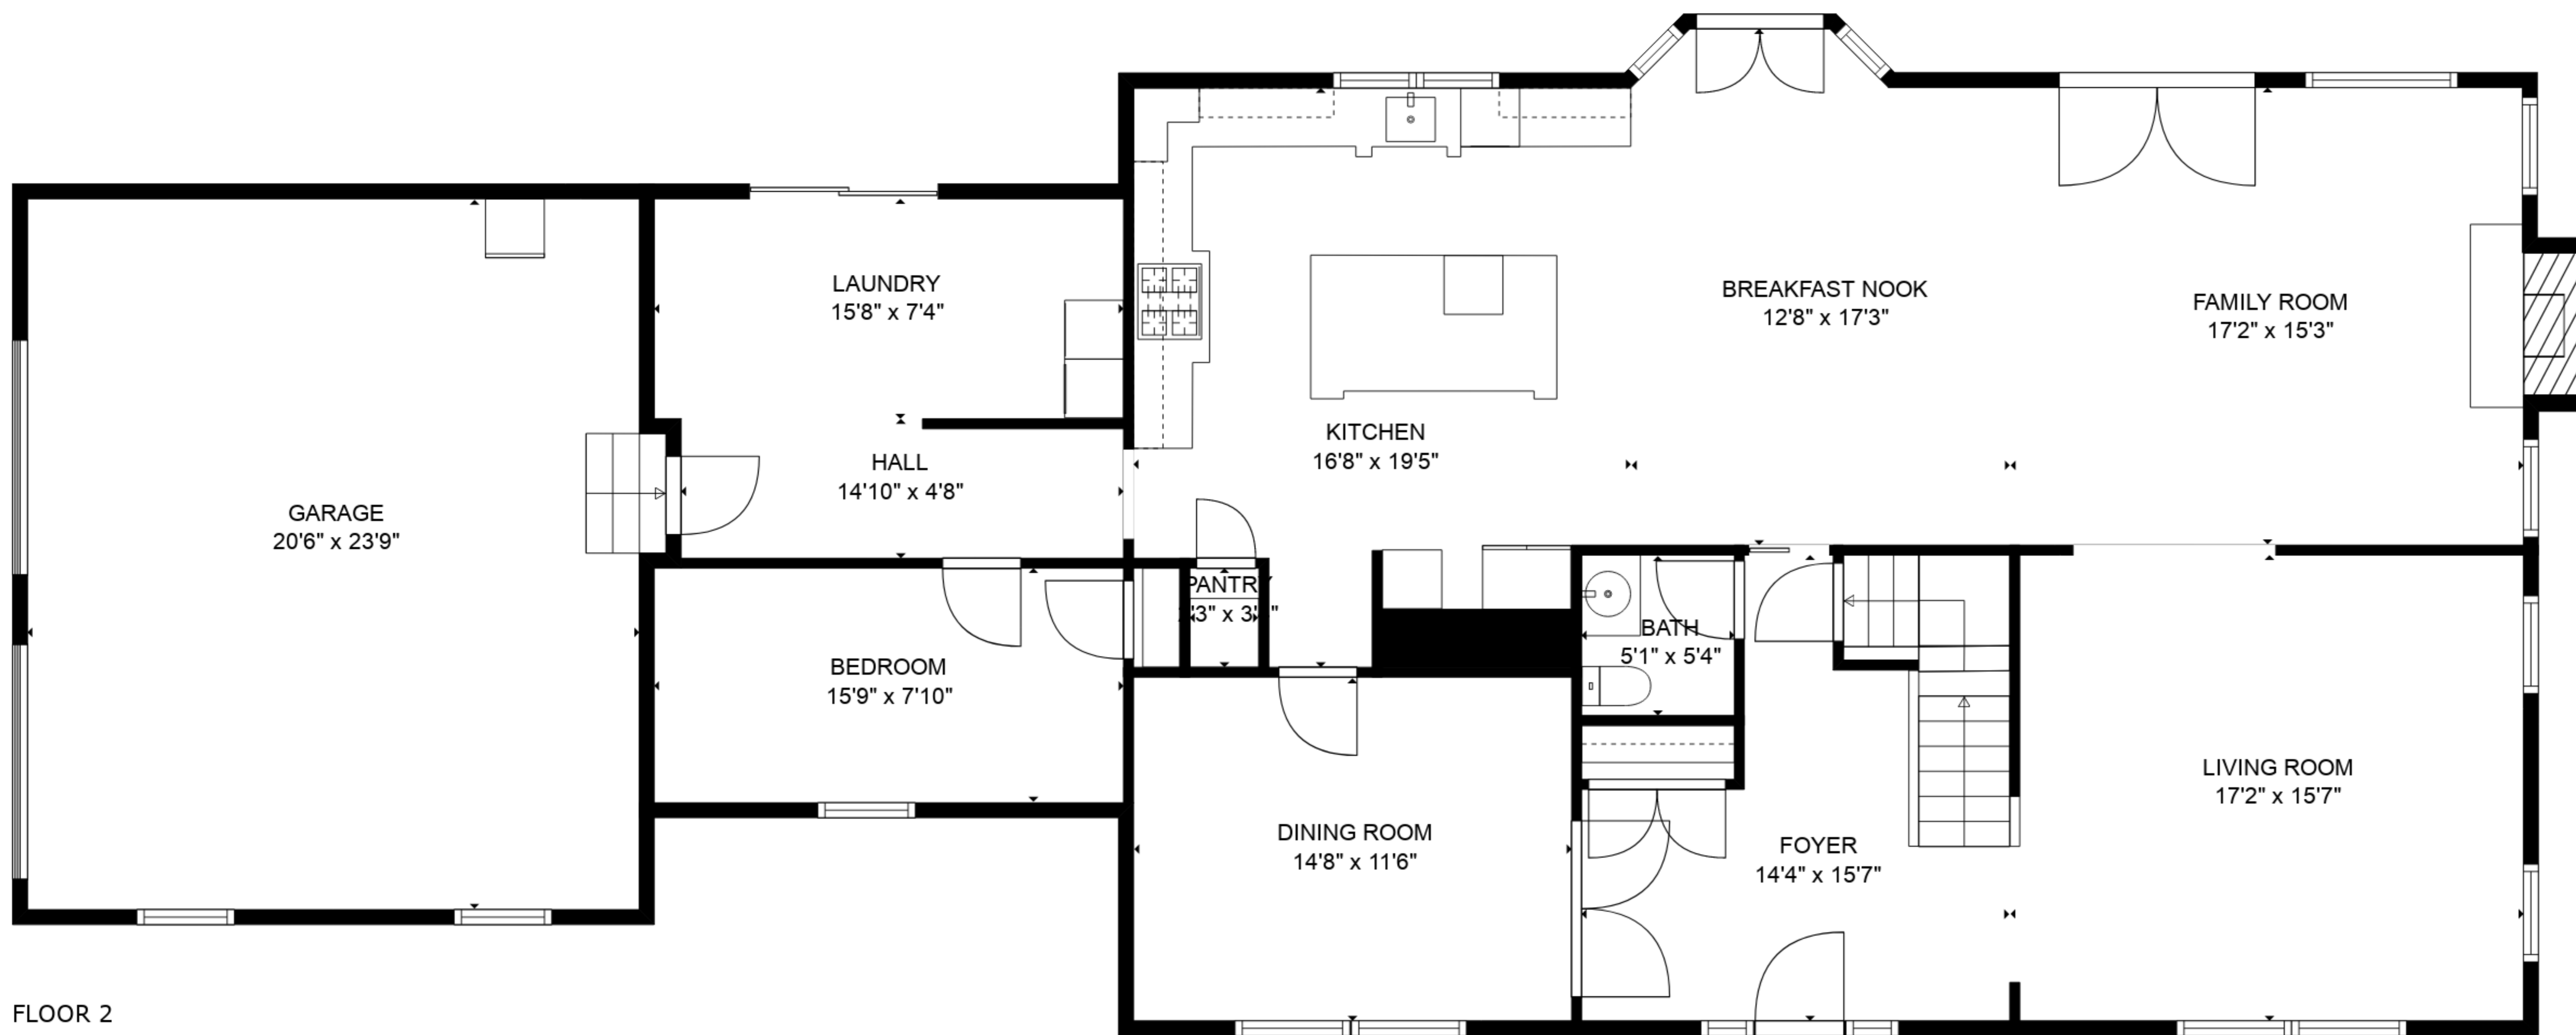 LAUNDRY
15'8" x 7'4"
BREAKFAST NOOK
12'8" x 17'3"
FAMILY ROOM
17'2" x 15'3"
KITCHEN
16'8" x 19'5"
HALL
14'10" x 4'8"
GARAGE
20'6" x 23'9"
PANTRY
BATH
5'1" x 5'4"
BEDROOM
15'9" x 7'10"
LIVING ROOM
17'2" x 15'7"
DINING ROOM
14'8" x 11'6"
FOYER
14'4" x 15'7"
FLOOR 2